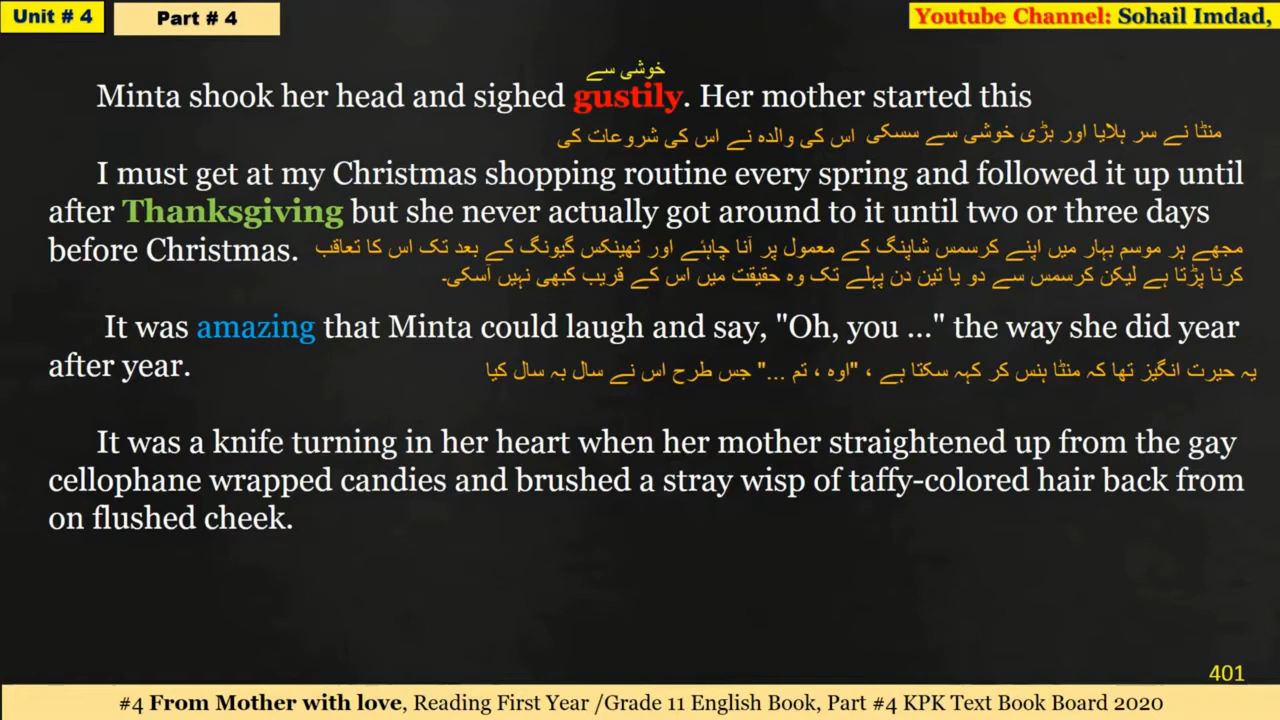 Unit # 4
Part # 4
Youtube Channel: Sohail Imdad,
خوشی سے
Minta shook her head and sighed gustily. Her mother started this
منٹا نے سر ہلایا اور بڑی خوشی سے سسکی اس کی والدہ نے اس کی شروعات کی
I must get at my Christmas shopping routine every spring and followed it up until
after Thanksgiving but she never actually got around to it until two or three days
before Christmas.
مجھے ہر موسم بہار میں اپنے کرسمس شاپنگ کے معمول پر آنا چاہئے اور تھینکس گیونگ کے بعد تک اس کا تعاقب
کرنا پڑتا ہے لیکن کرسمس سے دو یا تین دن پہلے تک وہ حقیقت میں اس کے قریب کبھی نہیں آسکی۔
It was amazing that Minta could laugh and say, "Oh, you ..." the way she did year
after year.
یہ حیرت انگیز تھا کہ منٹا ہنس کر کہہ سکتا ہے ، "اوہ ، تم ..." جس طرح اس نے سال بہ سال کیا
It was a knife turning in her heart when her mother straightened up from the gay
cellophane wrapped candies and brushed a stray wisp of taffy-colored hair back from
on flushed cheek.
401
#4 From Mother with love, Reading First Year /Grade 11 English Book, Part #4 KPK Text Book Board 2020